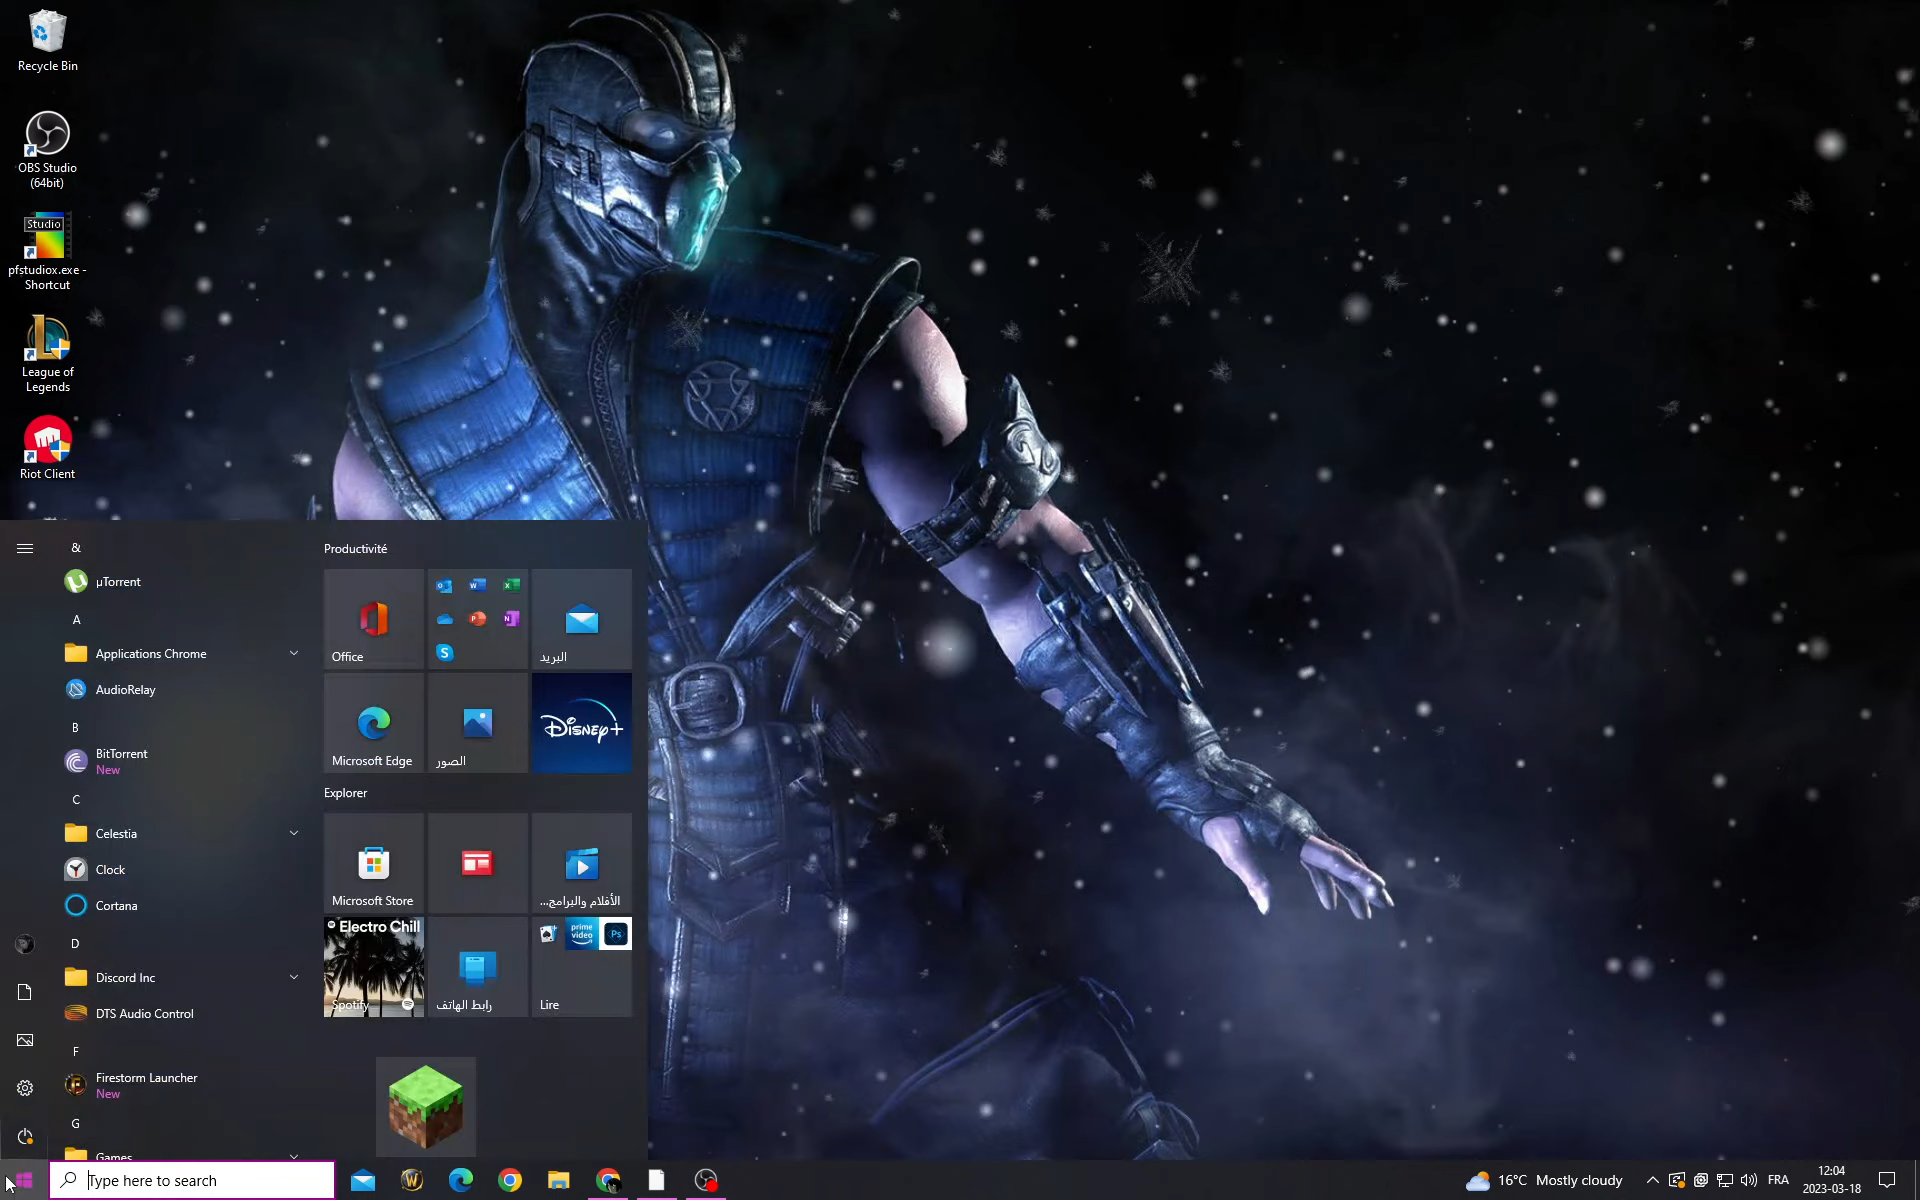 Recycle Bin
OBS Studio
(64bit)
Studio
pfstudiox.exe -
Shortcut
League of
Legends
Riot Client
&
µTorrent
A
Applications Chrome
AudioRelay
B
BitTorrent
New
C
Celestia
Clock
Cortana
D
Discord Inc
DTS Audio Control
F
Firestorm Launcher
New
G
Games
Productivité
Office
البريد
Microsoft Edge
الصور
Disney+
Explorer
Microsoft Store
الأفلام والبرامج...
Electro Chill
Spotify
رابط الهاتف
prime
video
Ps
Lire
Type here to search
16°C Mostly cloudy
FRA
12:04
2023-03-18